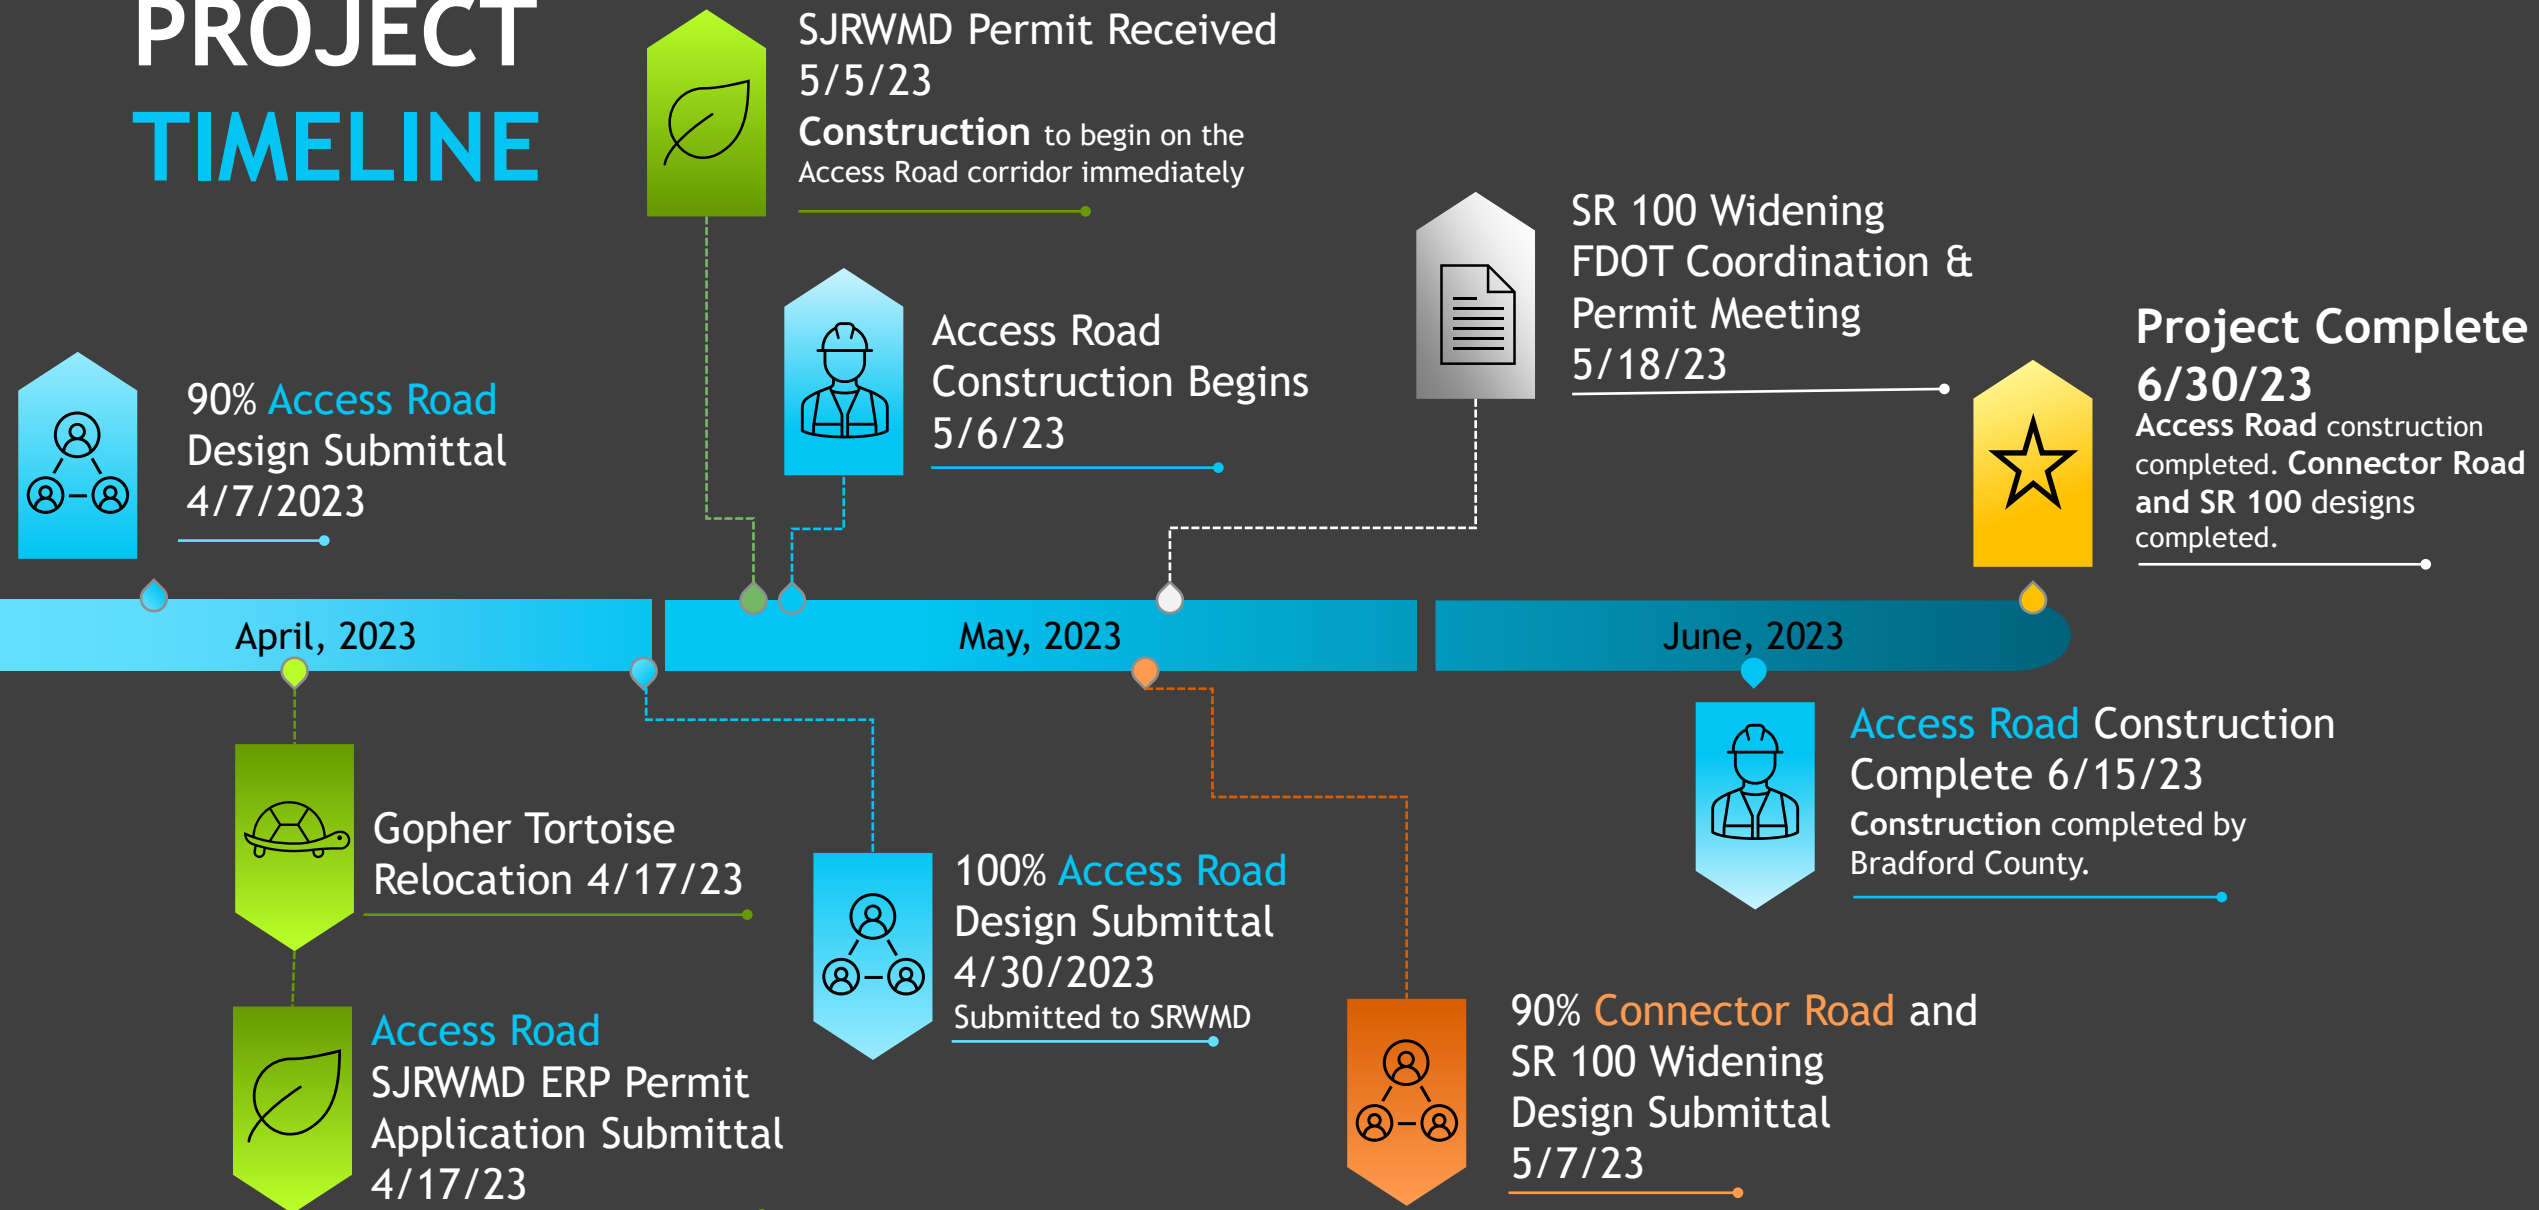 PROJECT
TIMELINE
SJRWMD Permit Received
5/5/23
Construction to begin on the
Access Road corridor immediately
SR 100 Widening
FDOT Coordination &
Permit Meeting
5/18/23
Access Road
Construction Begins
5/6/23
Project Complete
6/30/23
Access Road construction
completed. Connector Road
and SR 100 designs
completed.
90% Access Road
Design Submittal
4/7/2023
April, 2023
May, 2023
June, 2023
Gopher Tortoise
Relocation 4/17/23
Access Road
SJRWMD ERP Permit
Application Submittal
4/17/23
100% Access Road
Design Submittal
4/30/2023
Submitted to SRWMD
90% Connector Road and
SR 100 Widening
Design Submittal
5/7/23
Access Road Construction
Complete 6/15/23
Construction completed by
Bradford County.